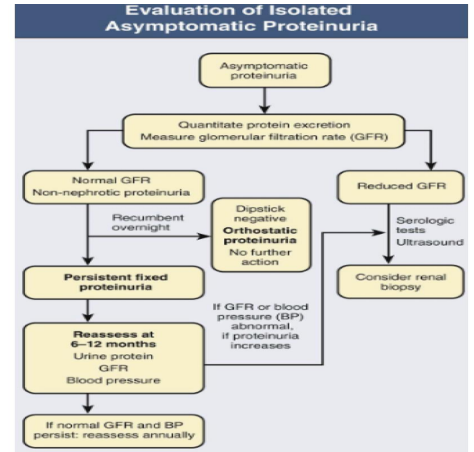 Evaluation of Isolated
Asymptomatic Proteinuria
Asymptomatic
proteinuria
Quantitate protein excretion
Measure glomerular filtration rate (GFR)
Normal GFR
Non-nephrotic proteinuria
Reduced GFR
Recumbent
overnight
Dipstick
negative
Orthostatic
proteinuria
No further
action
Serologic
tests
Ultrasound
Persistent fixed
proteinuria
Consider renal
biopsy
If GFR or blood
pressure (BP)
abnormal,
if proteinuria
increases
Reassess at
6–12 months
Urine protein
GFR
Blood pressure
If normal GFR and BP
persist: reassess annually